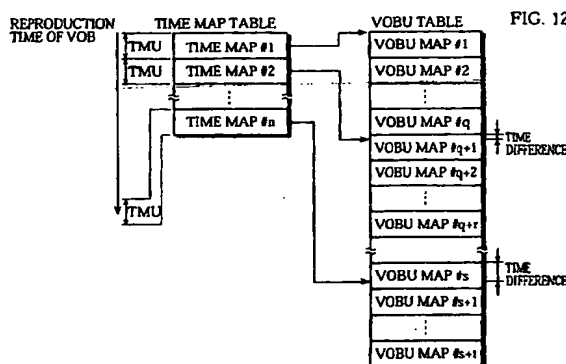 REPRODUCTION
TIME OF VOB
TIME MAP TABLE
VOBU TABLE
FIG. 12
TMU
TIME MAP #1
VOBU MAP #1
TMU
TIME MAP #2
VOBU MAP #2
TIME MAP #n
VOBU MAP #q
VOBU MAP #q+1
TIME
DIFFERENCE
VOBU MAP #q+2
TMU
VOBU MAP #q+r
VOBU MAP #s
TIME
DIFFERENCE
VOBU MAP #s+1
VOBU MAP #s+t